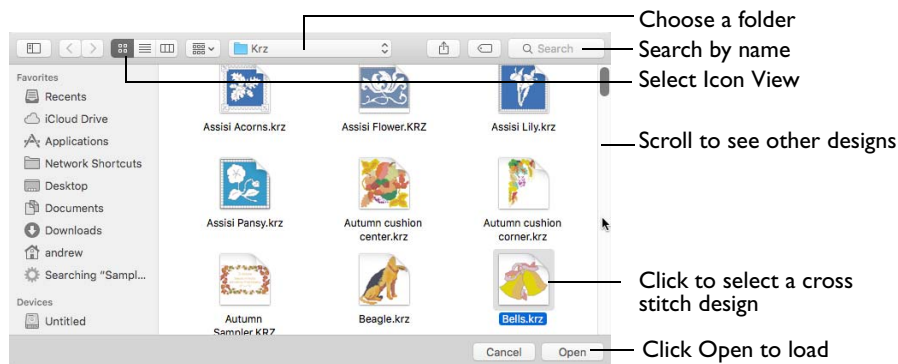 Choose a folder
Krz
Search
Search by name
Select Icon View
Favorites
Recents
iCloud Drive
Applications
Network Shortcuts
Desktop
Documents
Downloads
andrew
Searching “Sampl...
Devices
Untitled
Assisi Acorns.krz
Assisi Flower.KRZ
Assisi Lily.krz
Scroll to see other designs
Assisi Pansy.krz
Autumn cushion
center.krz
Autumn cushion
corner.krz
Autumn
Sampler.KRZ
Beagle.krz
Bells.krz
Click to select a cross
stitch design
Cancel
Open
Click Open to load